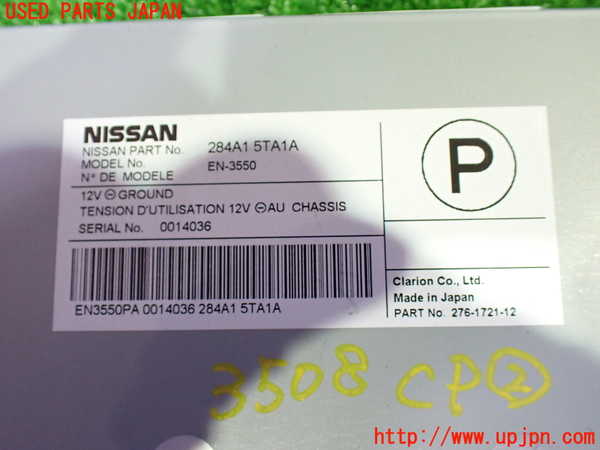 USED PARTS JAPAN
NISSAN
NISSAN PART No. 284A1 5TA1A
MODEL No. EN-3550
N° DE MODELE
12V ⊖ GROUND
TENSION D'UTILISATION 12V ⊖ AU CHASSIS
SERIAL No. 0014036
EN3550PA 0014036 284A1 5TA1A
P
Clarion Co., Ltd.
Made in Japan
PART No. 276-1721-12
3508 CP②
http://www.upjpn.com/